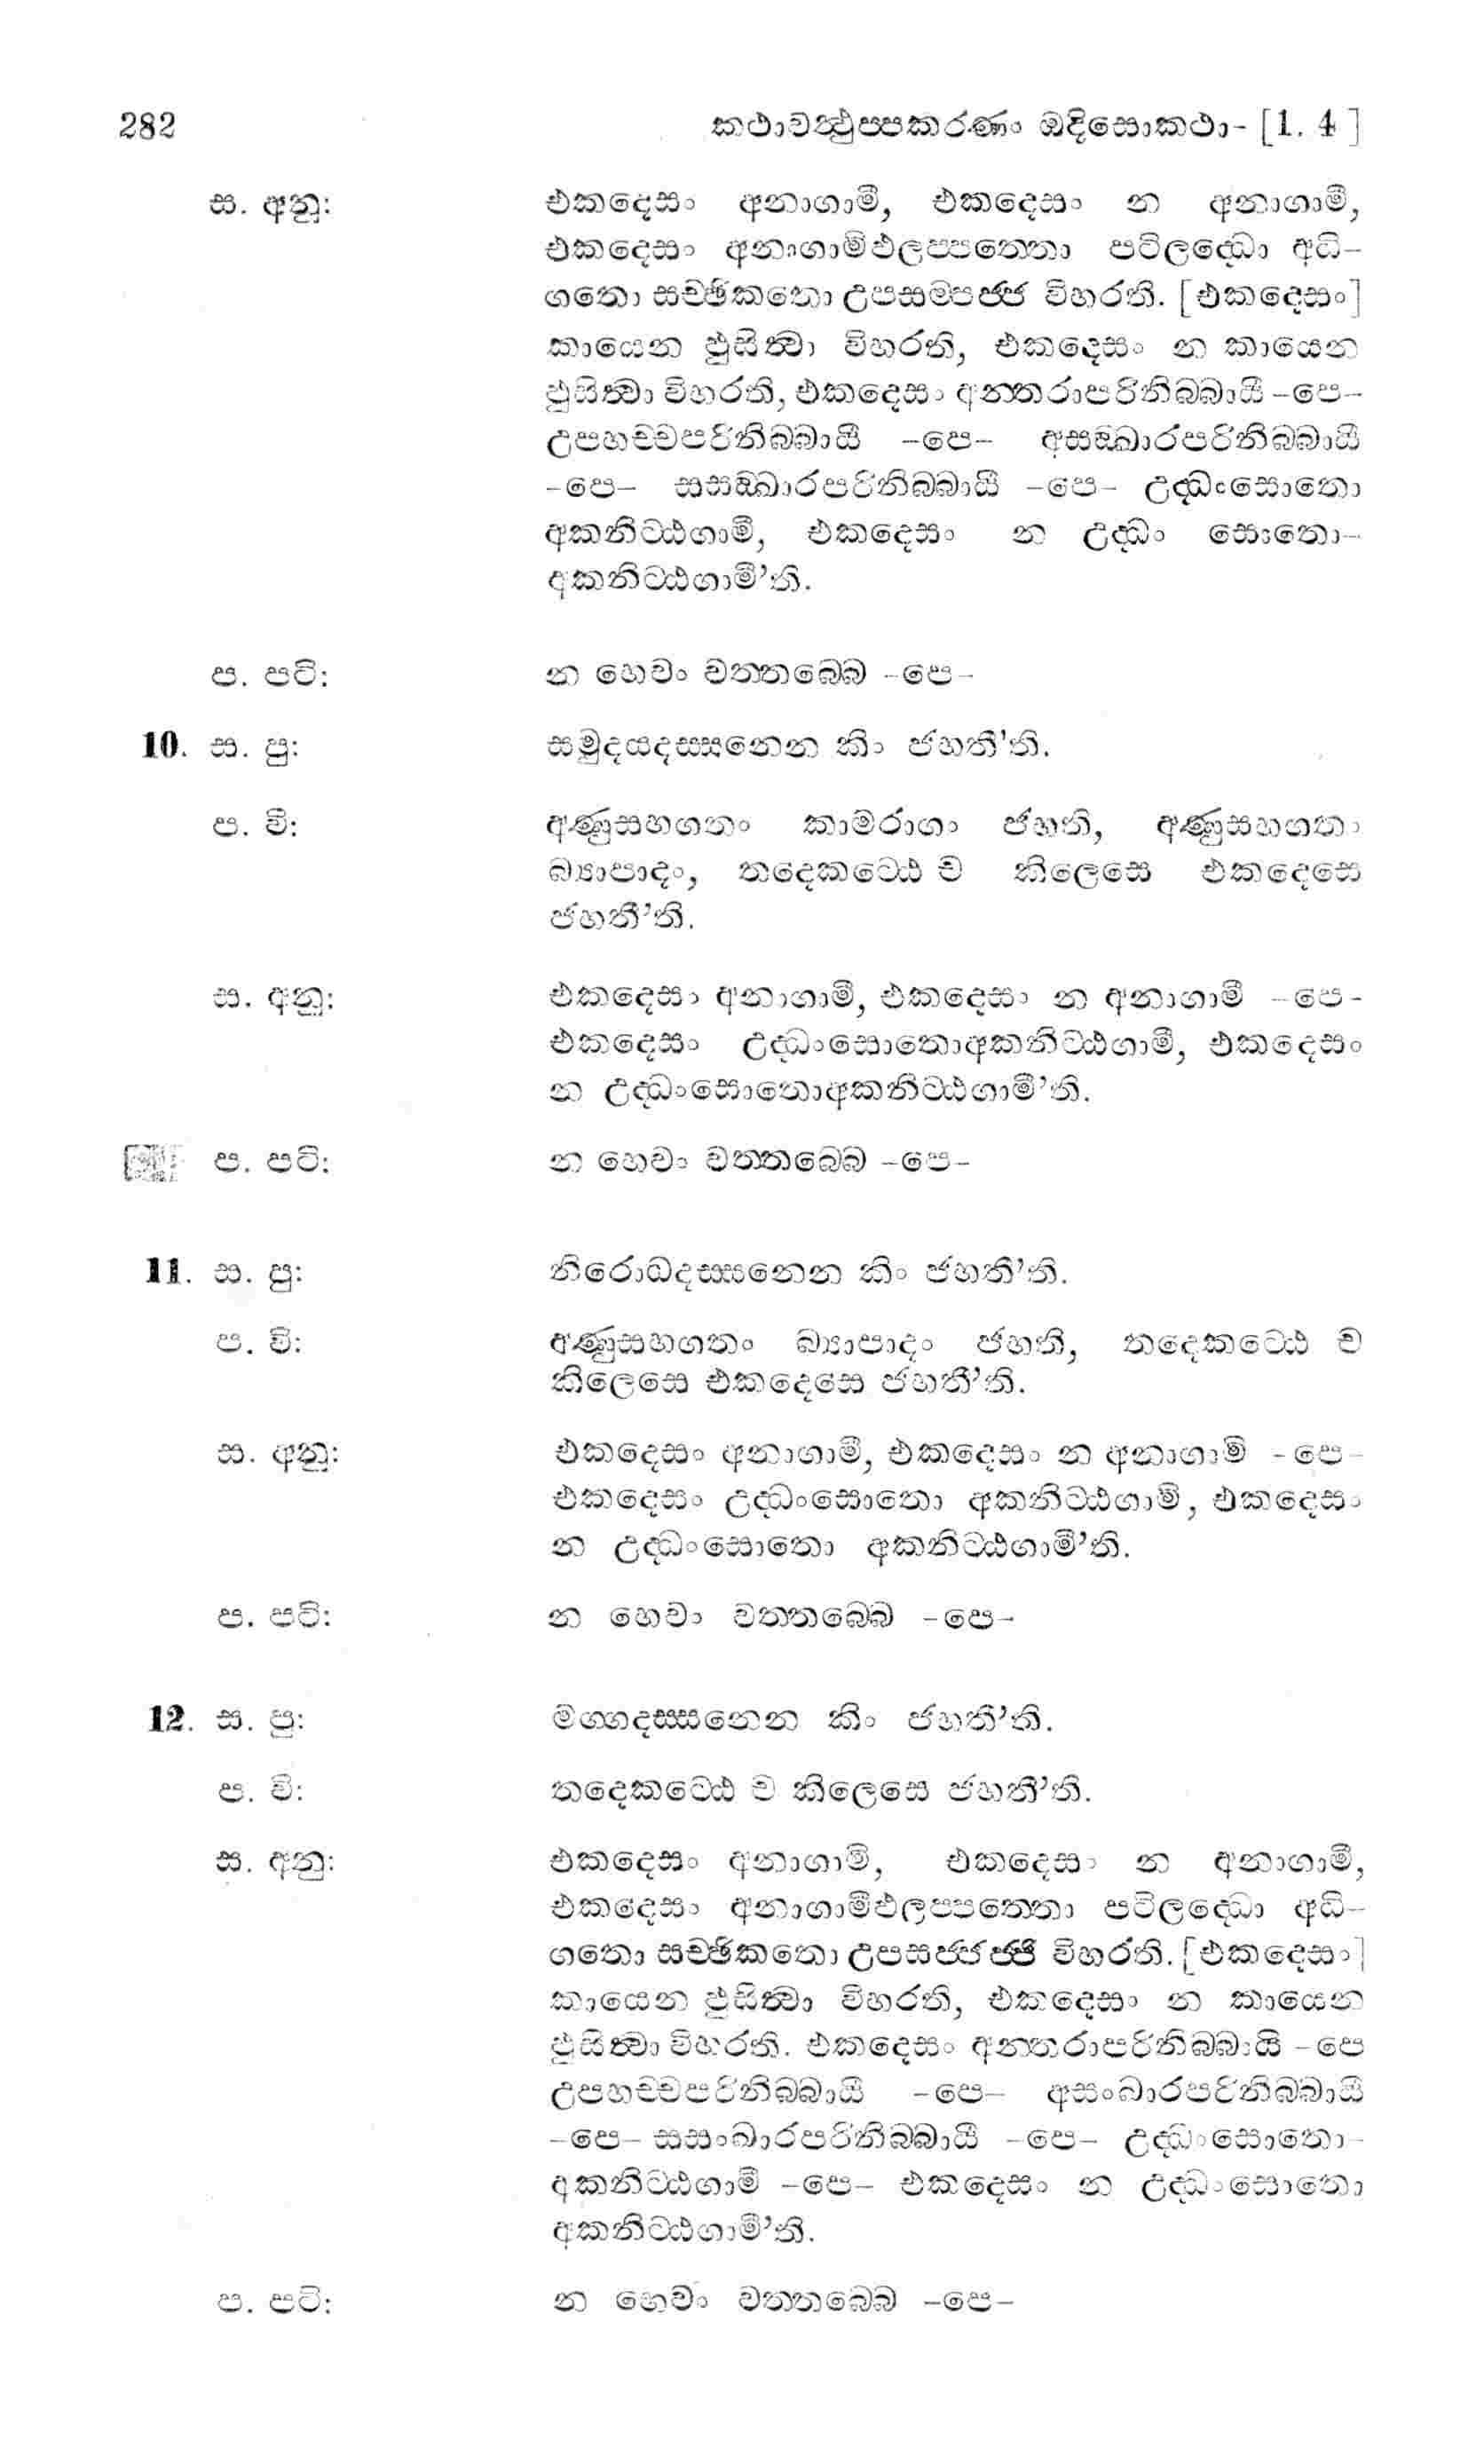 282 කථාවත්‍ථුප්පකරණං ඔදිසොකථා- [1. 4 ]
ස. අනු: එකදෙසං අනාගාමී, එකදෙසං න අනාගාමී,
එකදෙසං අනාගාමිඵලප්පත්තො පටිලද්ධො අධි-
ගතො සච්ඡිකතො උපසම්පජ්ජ විහරති. [එකදෙසං]
කායෙන ඵුසිත්‍වා විහරති, එකදෙසං න කායෙන
ඵුසිත්‍වා විහරති, එකදෙසං අන්තරාපරිනිබ්බායී -පෙ-
උපහච්චපරිනිබ්බායී -පෙ- අසඞ්ඛාරපරිනිබ්බායී
-පෙ- සසඞ්ඛාරපරිනිබ්බායී -පෙ- උද්ධංසොතො
අකනිට්ඨගාමී, එකදෙසං න උද්ධං සොතො-
අකනිට්ඨගාමී’ති.
ප. පටි: න හෙවං වත්තබ්බෙ -පෙ-
10. ස. පු: සමුදයදස්සනෙන කිං ජහතී’ති.
ප. වි: අණුසහගතං කාමරාගං ජහති, අණුසහගතං
බ්‍යාපාදං, තදෙකට්ඨෙ ච කිලෙසෙ එකදෙසෙ
ජහතී’ති.
ස. අනු: එකදෙසං අනාගාමී, එකදෙසං න අනාගාමී -පෙ-
එකදෙසං උද්ධංසොතොඅකනිට්ඨගාමී, එකදෙසං
න උද්ධංසොතොඅකනිට්ඨගාමී’ති.
ප. පටි: න හෙවං වත්තබ්බෙ -පෙ-
11. ස. පු: නිරොධදස්සනෙන කිං ජහතී’ති.
ප. වි: අණුසහගතං බ්‍යාපාදං ජහති, තදෙකට්ඨෙ ච
කිලෙසෙ එකදෙසෙ ජහතී’ති.
ස. අනු: එකදෙසං අනාගාමී, එකදෙසං න අනාගාමි -පෙ-
එකදෙසං උද්ධංසොතො අකනිට්ඨගාමි, එකදෙසං
න උද්ධංසොතො අකනිට්ඨගාමී’ති.
ප. පටි: න හෙවං වත්තබ්බෙ -පෙ-
12. ස. පු: මග්ගදස්සනෙන කිං ජහතී’ති.
ප. වි: තදෙකට්ඨෙ ච කිලෙසෙ ජහතී’ති.
ස. අනු: එකදෙසං අනාගාමි, එකදෙසං න අනාගාමී,
එකදෙසං අනාගාමීඵලප්පත්තො පටිලද්ධො අධි-
ගතො සච්ඡිකතො විහරති. [එකදෙසං]
කායෙන ඵුසිත්‍වා විහරති, එකදෙසං න කායෙන
ඵුසිත්‍වා විහරති. එකදෙසං අන්තරාපරිනිබ්බායි -පෙ
උපහච්චපරිනිබ්බායී -පෙ- අසංඛාරපරිනිබ්බායී
-පෙ- සසංඛාරපරිනිබ්බායී -පෙ- උද්ධංසොතො-
අකනිට්ඨගාමී -පෙ- එකදෙසං න උද්ධංසොතො
අකනිට්ඨගාමී’ති.
ප. පටි: න හෙවං වත්තබ්බෙ -පෙ-